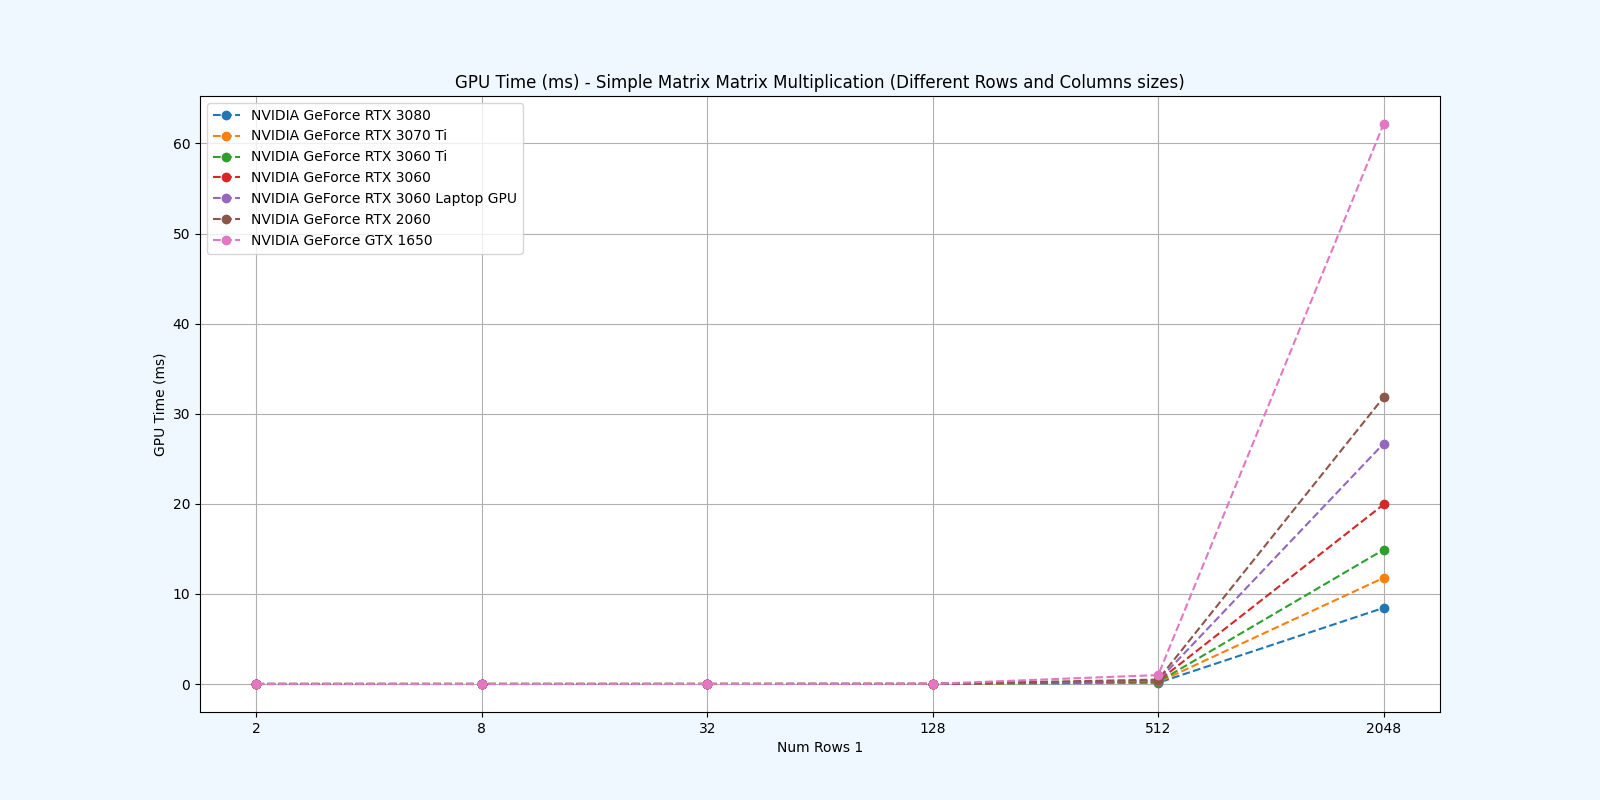 GPU Time (ms) - Simple Matrix Matrix Multiplication (Different Rows and Columns sizes)
NVIDIA GeForce RTX 3080
NVIDIA GeForce RTX 3070 Ti
NVIDIA GeForce RTX 3060 Ti
NVIDIA GeForce RTX 3060
NVIDIA GeForce RTX 3060 Laptop GPU
NVIDIA GeForce RTX 2060
NVIDIA GeForce GTX 1650
GPU Time (ms)
60
50
40
30
20
10
0
2 8 32 128 512 2048
Num Rows 1